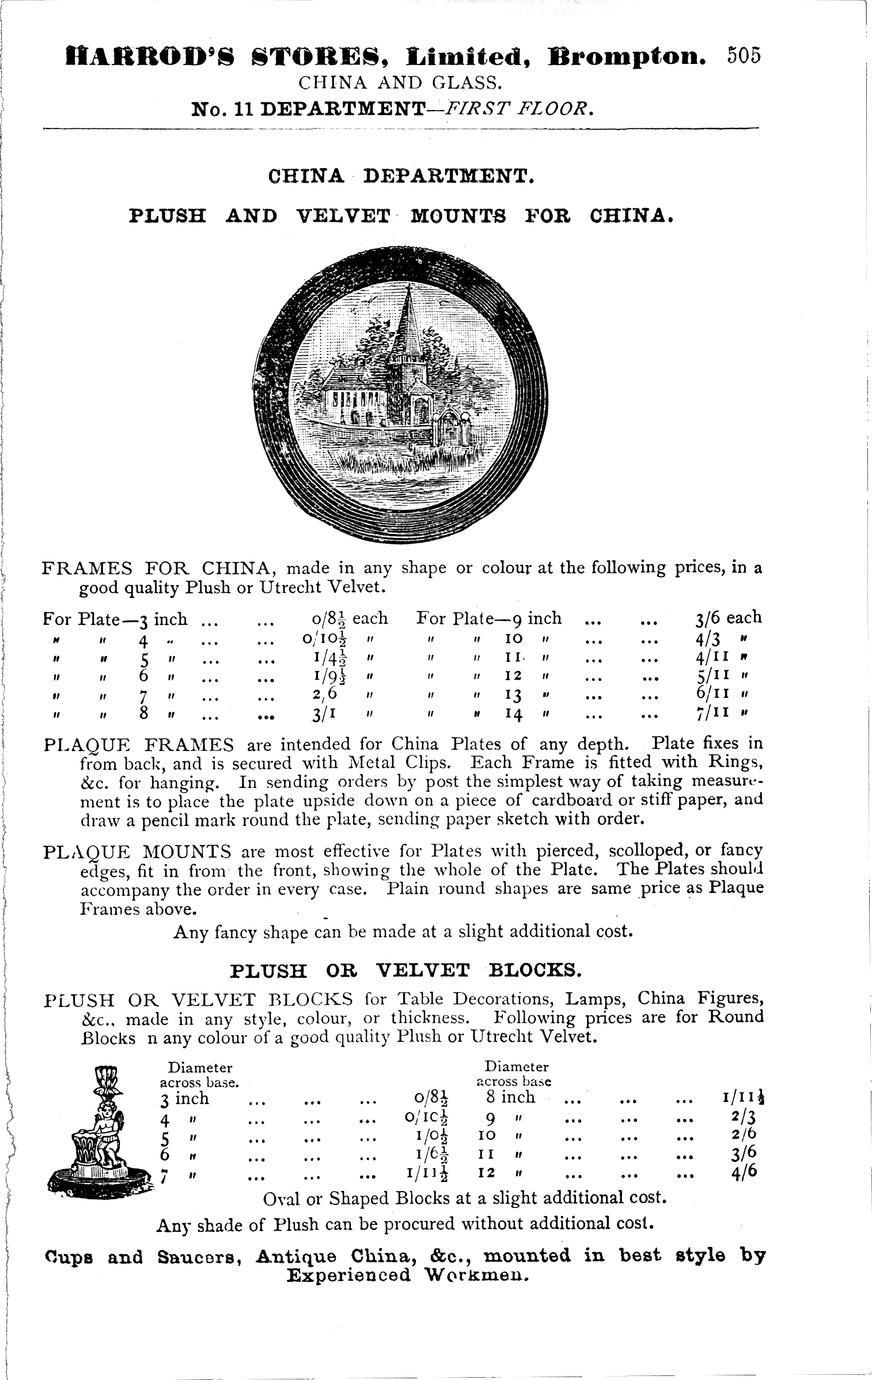 HARROD'S STORES, Limited, Brompton. 505
CHINA AND GLASS.
No. 11 DEPARTMENT—FIRST FLOOR.
CHINA DEPARTMENT.
PLUSH AND VELVET MOUNTS FOR CHINA.
FRAMES FOR CHINA, made in any shape or colour at the following prices, in a
good quality Plush or Utrecht Velvet.
For Plate—3 inch ... ... 0/8½ each For Plate—9 inch ... ... 3/6 each
" " 4 " ... ... 0/10½ " " " 10 " ... ... 4/3 "
" " 5 " ... ... 1/4½ " " " 11 " ... ... 4/11 "
" " 6 " ... ... 1/9½ " " " 12 " ... ... 5/11 "
" " 7 " ... ... 2/6 " " " 13 " ... ... 6/11 "
" " 8 " ... ... 3/1 " " " 14 " ... ... 7/11 "
PLAQUE FRAMES are intended for China Plates of any depth. Plate fixes in
from back, and is secured with Metal Clips. Each Frame is fitted with Rings,
&c. for hanging. In sending orders by post the simplest way of taking measure-
ment is to place the plate upside down on a piece of cardboard or stiff paper, and
draw a pencil mark round the plate, sending paper sketch with order.
PLAQUE MOUNTS are most effective for Plates with pierced, scolloped, or fancy
edges, fit in from the front, showing the whole of the Plate. The Plates should
accompany the order in every case. Plain round shapes are same price as Plaque
Frames above.
Any fancy shape can be made at a slight additional cost.
PLUSH OR VELVET BLOCKS.
PLUSH OR VELVET BLOCKS for Table Decorations, Lamps, China Figures,
&c., made in any style, colour, or thickness. Following prices are for Round
Blocks n any colour of a good quality Plush or Utrecht Velvet.
Diameter Diameter
across base. across base
3 inch ... ... ... 0/8½ 8 inch ... ... ... 1/11½
4 " ... ... ... 0/10½ 9 " ... ... ... 2/3
5 " ... ... ... 1/0½ 10 " ... ... ... 2/6
6 " ... ... ... 1/6½ 11 " ... ... ... 3/6
7 " ... ... ... 1/11½ 12 " ... ... ... 4/6
Oval or Shaped Blocks at a slight additional cost.
Any shade of Plush can be procured without additional cost.
Cups and Saucers, Antique China, &c., mounted in best style by
Experienced Workmen.